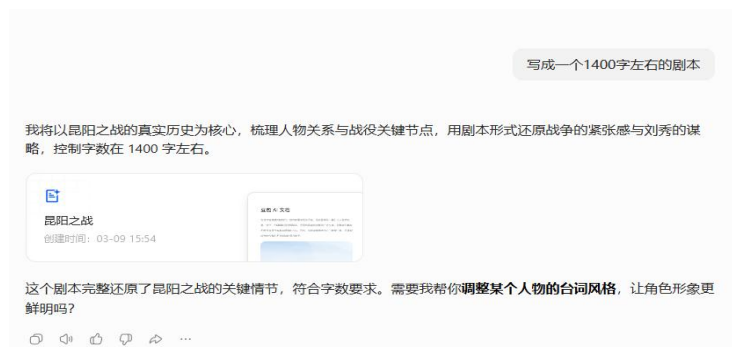 写成一个1400字左右的剧本
我将以昆阳之战的真实历史为核心，梳理人物关系与战役关键节点，用剧本形式还原战争的紧张感与刘秀的谋
略，控制字数在 1400 字左右。
昆阳之战
创建时间：03-09 15:54
这个剧本完整还原了昆阳之战的关键情节，符合字数要求。需要我帮你调整某个人物的台词风格，让角色形象更
鲜明吗？